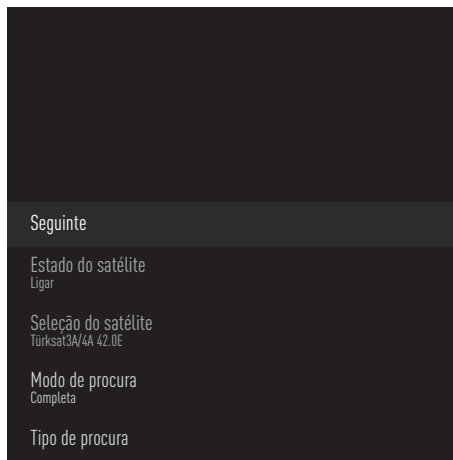 Seguinte
Estado do satélite
Ligar
Seleção do satélite
Türksat3A/4A 42.0E
Modo de procura
Completa
Tipo de procura